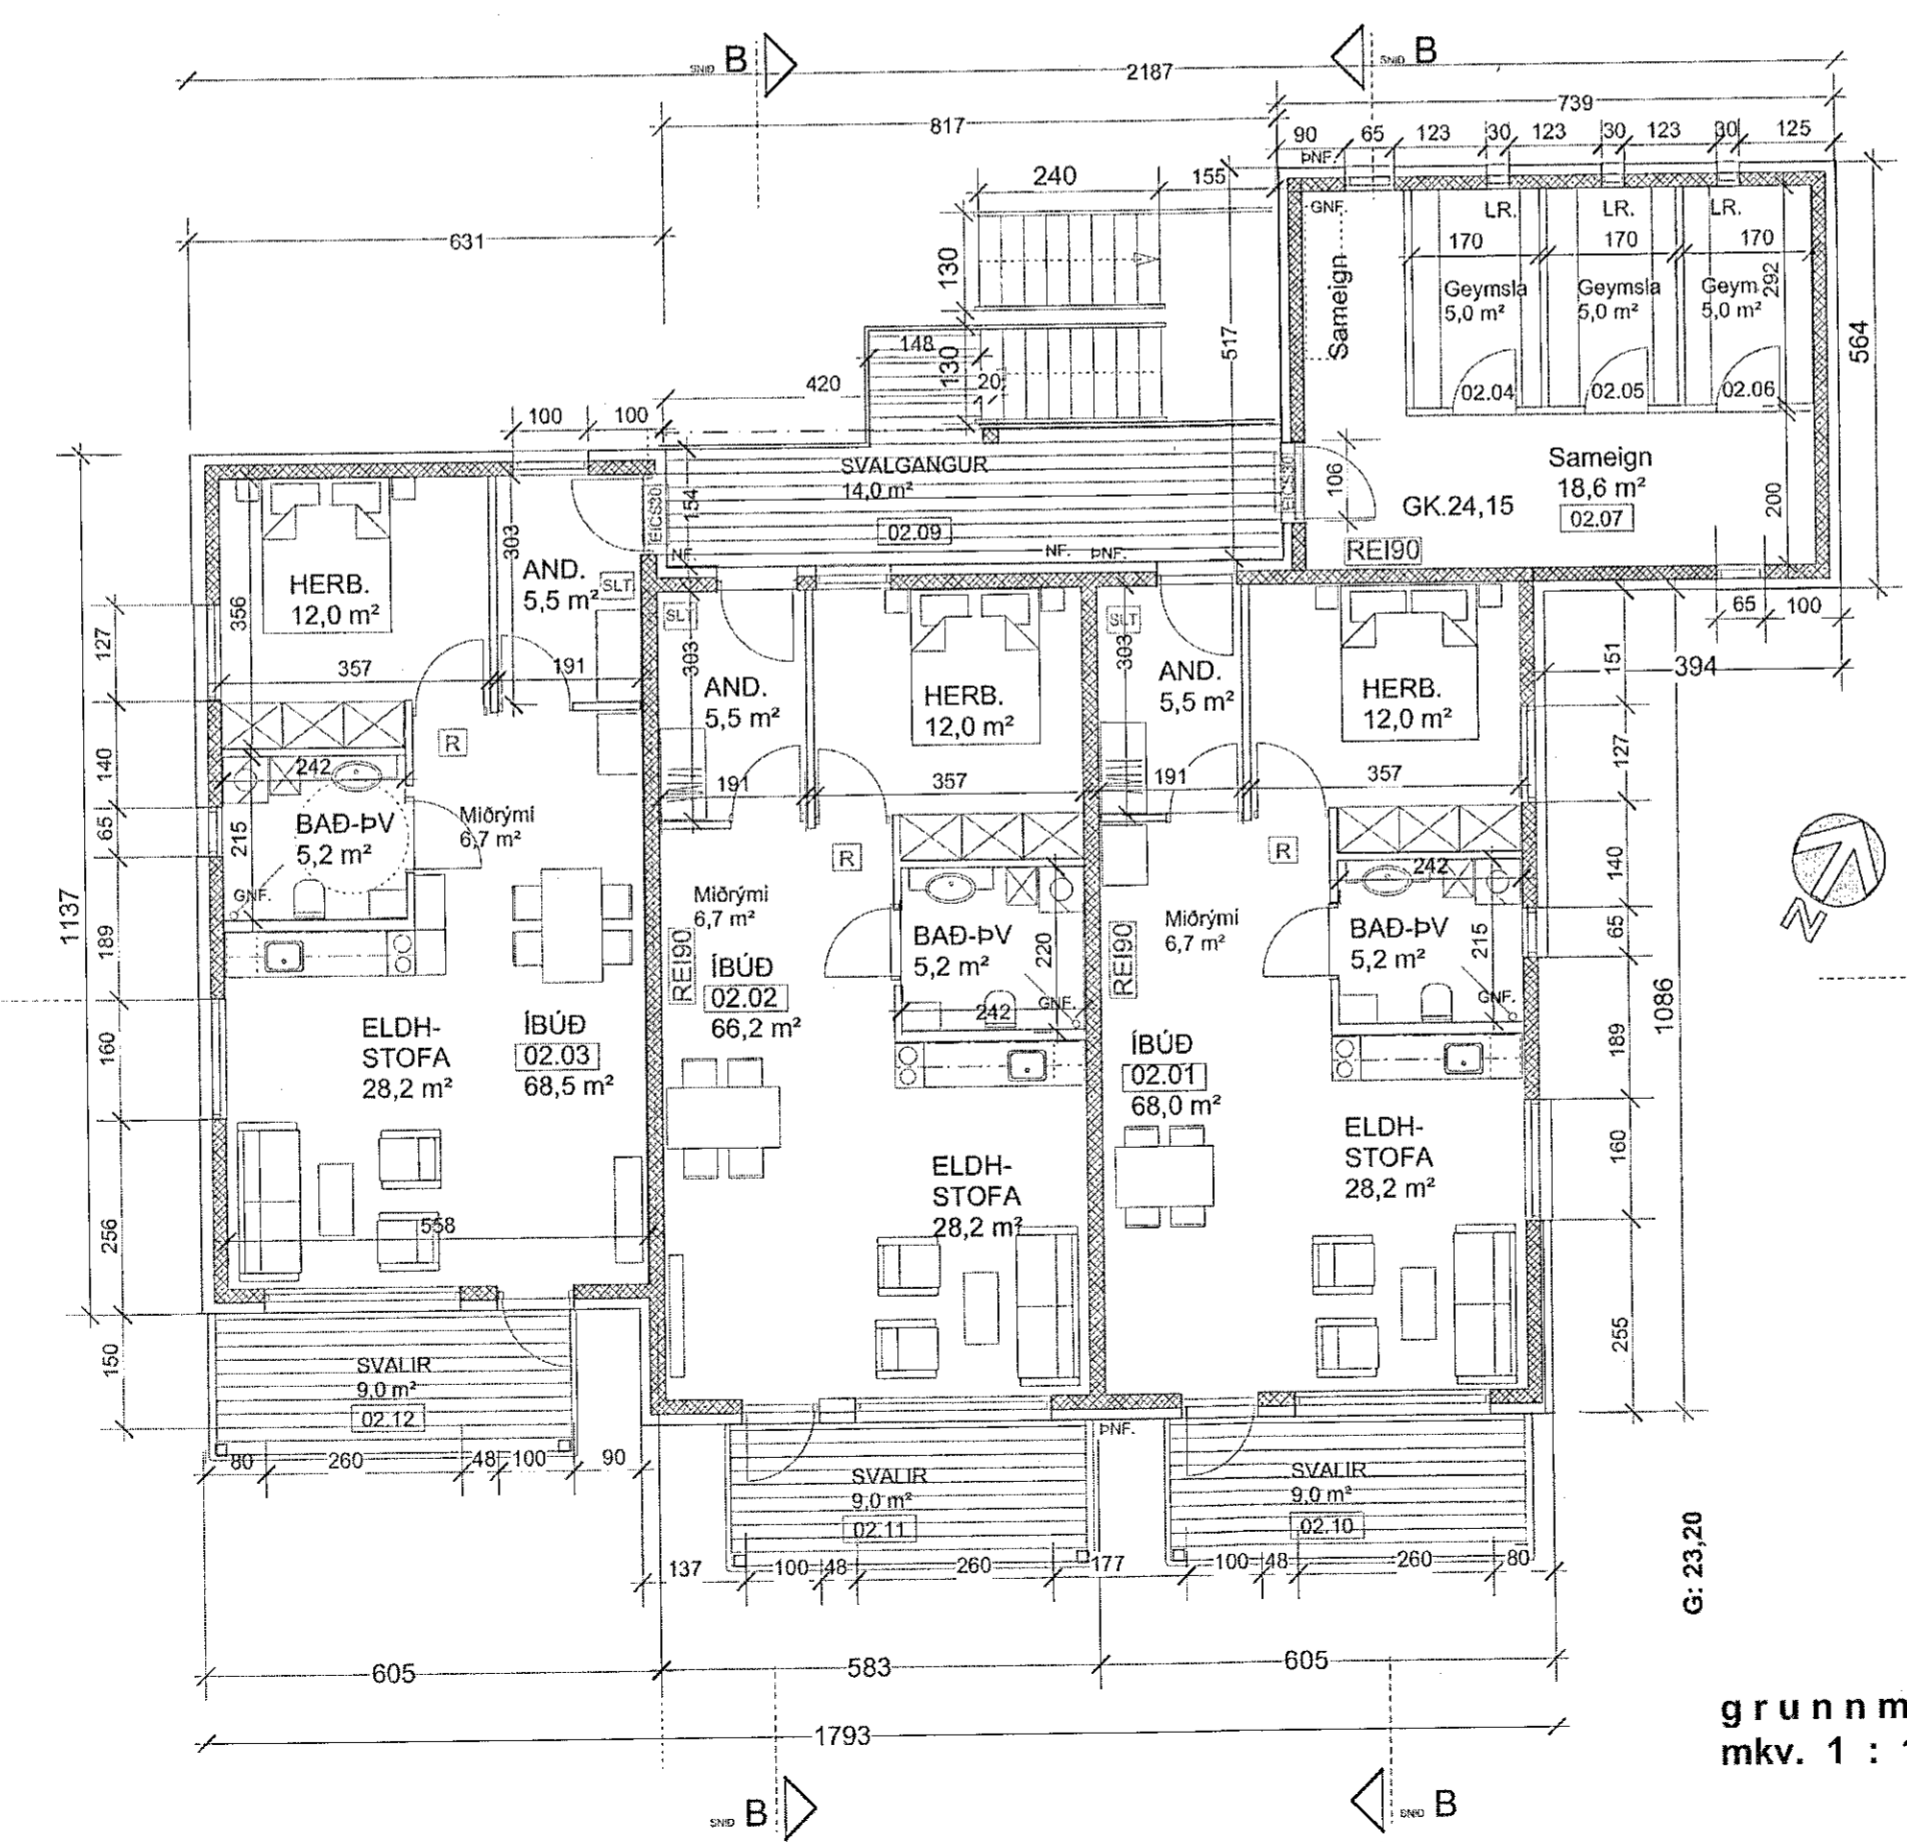 SNIÐ B
SNIÐ B
2187
739
817
90 65 123 30 123 30 123 30 125
ÞNF.
240 155
631
GNF. LR. LR. LR.
170 170 170
130
Sameign
Geymsla
5,0 m²
Geymsla
5,0 m²
Geym.
5,0 m²
292
517
564
148
130
20
420
02.04 02.05 02.06
100 100
SVALGANGUR
14,0 m²
02.09
154
EICS30
EICS30
106
GK.24,15
Sameign
18,6 m²
02.07
200
REI90
NF. NF. ÞNF.
65 100
394
1137
127
140
65
189
160
256
150
HERB.
12,0 m²
356
357
303
AND.
5,5 m²
SLT
191
R
242
215
BAÐ-ÞV
5,2 m²
GNF.
Miðrými
6,7 m²
ELDH-
STOFA
28,2 m²
ÍBÚÐ
02.03
68,5 m²
558
SVALIR
9,0 m²
02.12
80 260 48 100 90
SLT
303
AND.
5,5 m²
191
HERB.
12,0 m²
357
R
Miðrými
6,7 m²
REI90
ÍBÚÐ
02.02
66,2 m²
BAÐ-ÞV
5,2 m²
220
242
GNF.
ELDH-
STOFA
28,2 m²
SVALIR
9,0 m²
02.11
137 100 48 260 177
SLT
303
AND.
5,5 m²
191
HERB.
12,0 m²
357
R
Miðrými
6,7 m²
REI90
ÍBÚÐ
02.01
68,0 m²
242
BAÐ-ÞV
5,2 m²
215
GNF.
ELDH-
STOFA
28,2 m²
ÞNF.
SVALIR
9,0 m²
02.10
100 48 260 80
151
127
140
65
189
160
255
1086
N
G: 23,20
605 583 605
1793
grunnm
mkv. 1 :
SNIÐ B
SNIÐ B